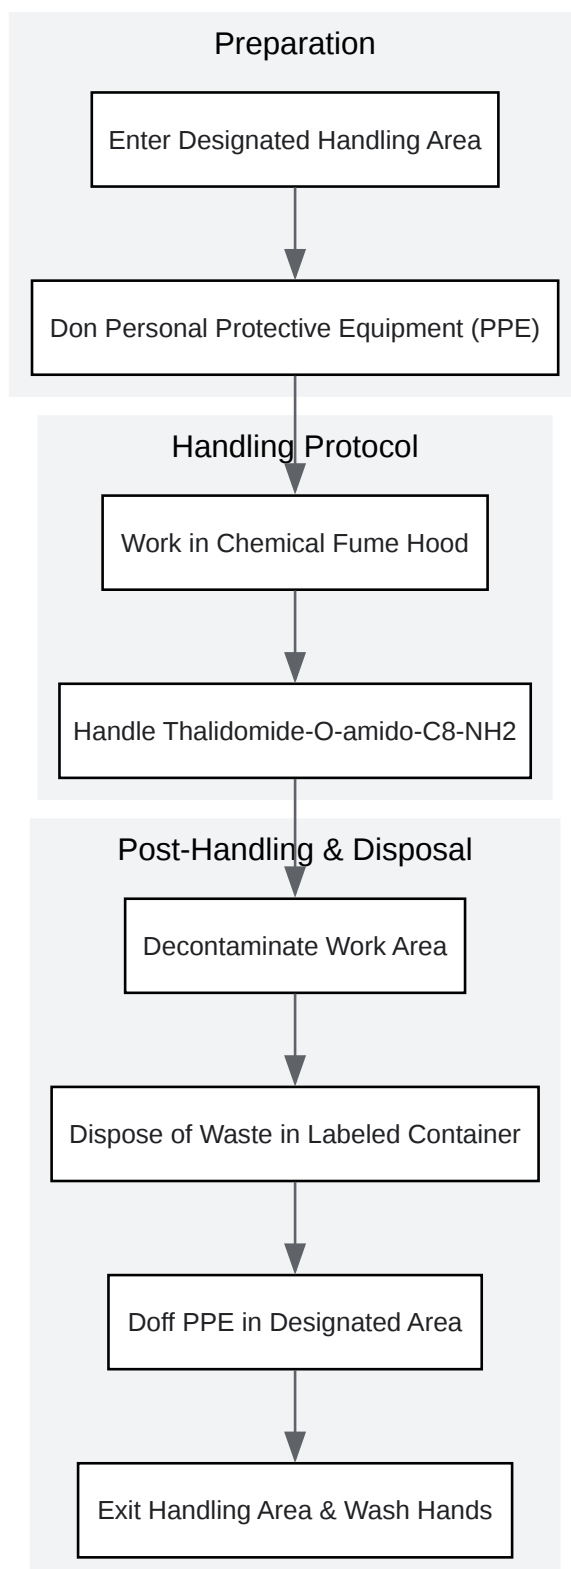 Preparation
Enter Designated Handling Area
Don Personal Protective Equipment (PPE)
Handling Protocol
Work in Chemical Fume Hood
Handle Thalidomide-O-amido-C8-NH2
Post-Handling & Disposal
Decontaminate Work Area
Dispose of Waste in Labeled Container
Doff PPE in Designated Area
Exit Handling Area & Wash Hands